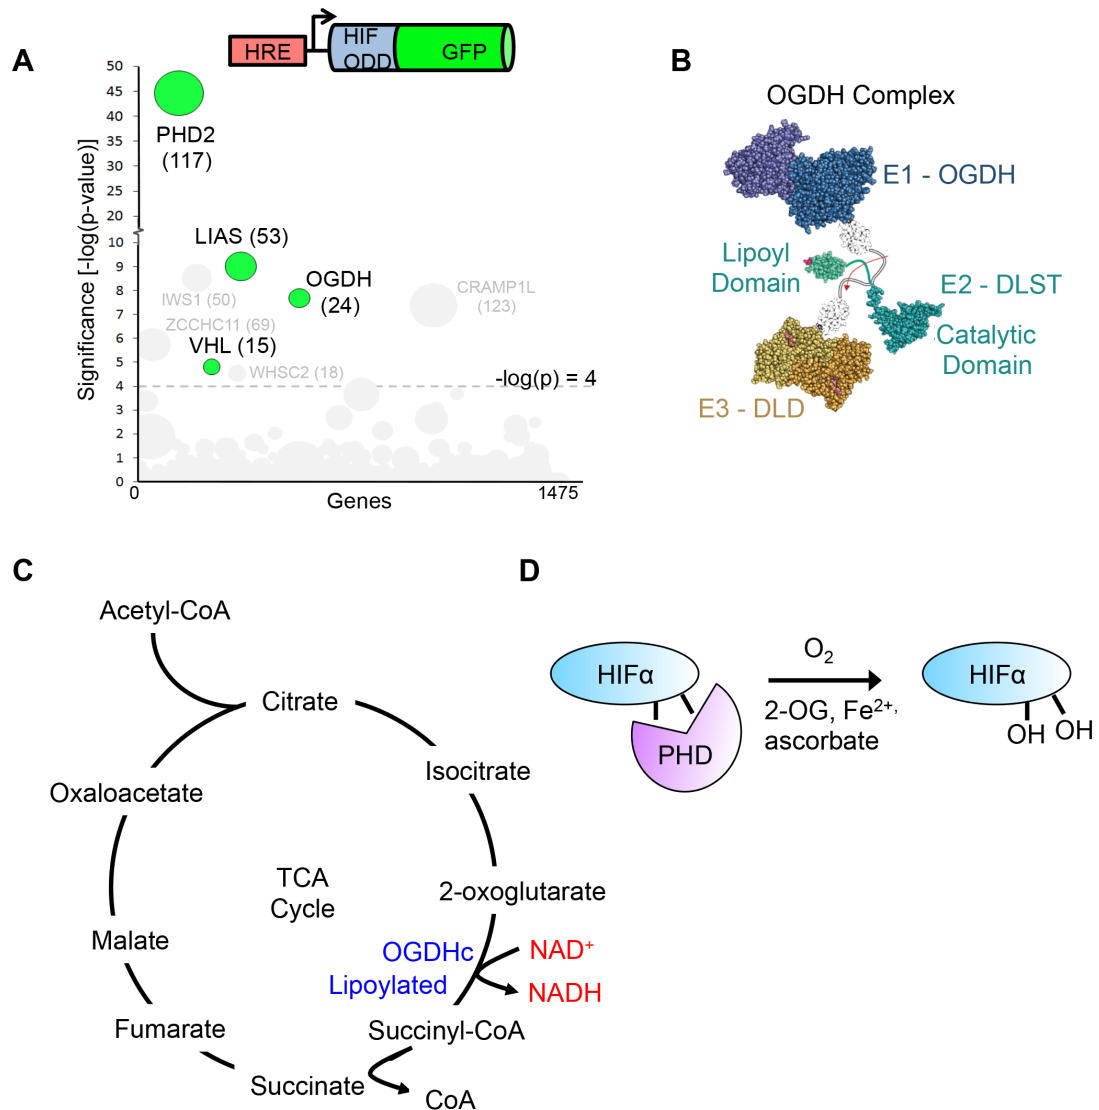 A
HRE
HIF
ODD
GFP
Significance [-log(p-value)]
50
45
40
35
30
25
20
10
9
8
7
6
5
4
3
2
1
0
PHD2
(117)
LIAS (53)
OGDH
(24)
IWS1 (50)
CRAMP1L
(123)
ZCCHC11 (69)
VHL (15)
WHSC2 (18)
-log(p) = 4
0
Genes
1475
B
OGDH Complex
E1 - OGDH
Lipoyl
Domain
E2 - DLST
Catalytic
Domain
E3 - DLD
C
Acetyl-CoA
Citrate
Isocitrate
Oxaloacetate
TCA
Cycle
2-oxoglutarate
Malate
OGDHc
Lipoylated
NAD+
NADH
Fumarate
Succinyl-CoA
Succinate
CoA
D
HIFα
PHD
O2
2-OG, Fe2+,
ascorbate
HIFα
OH OH